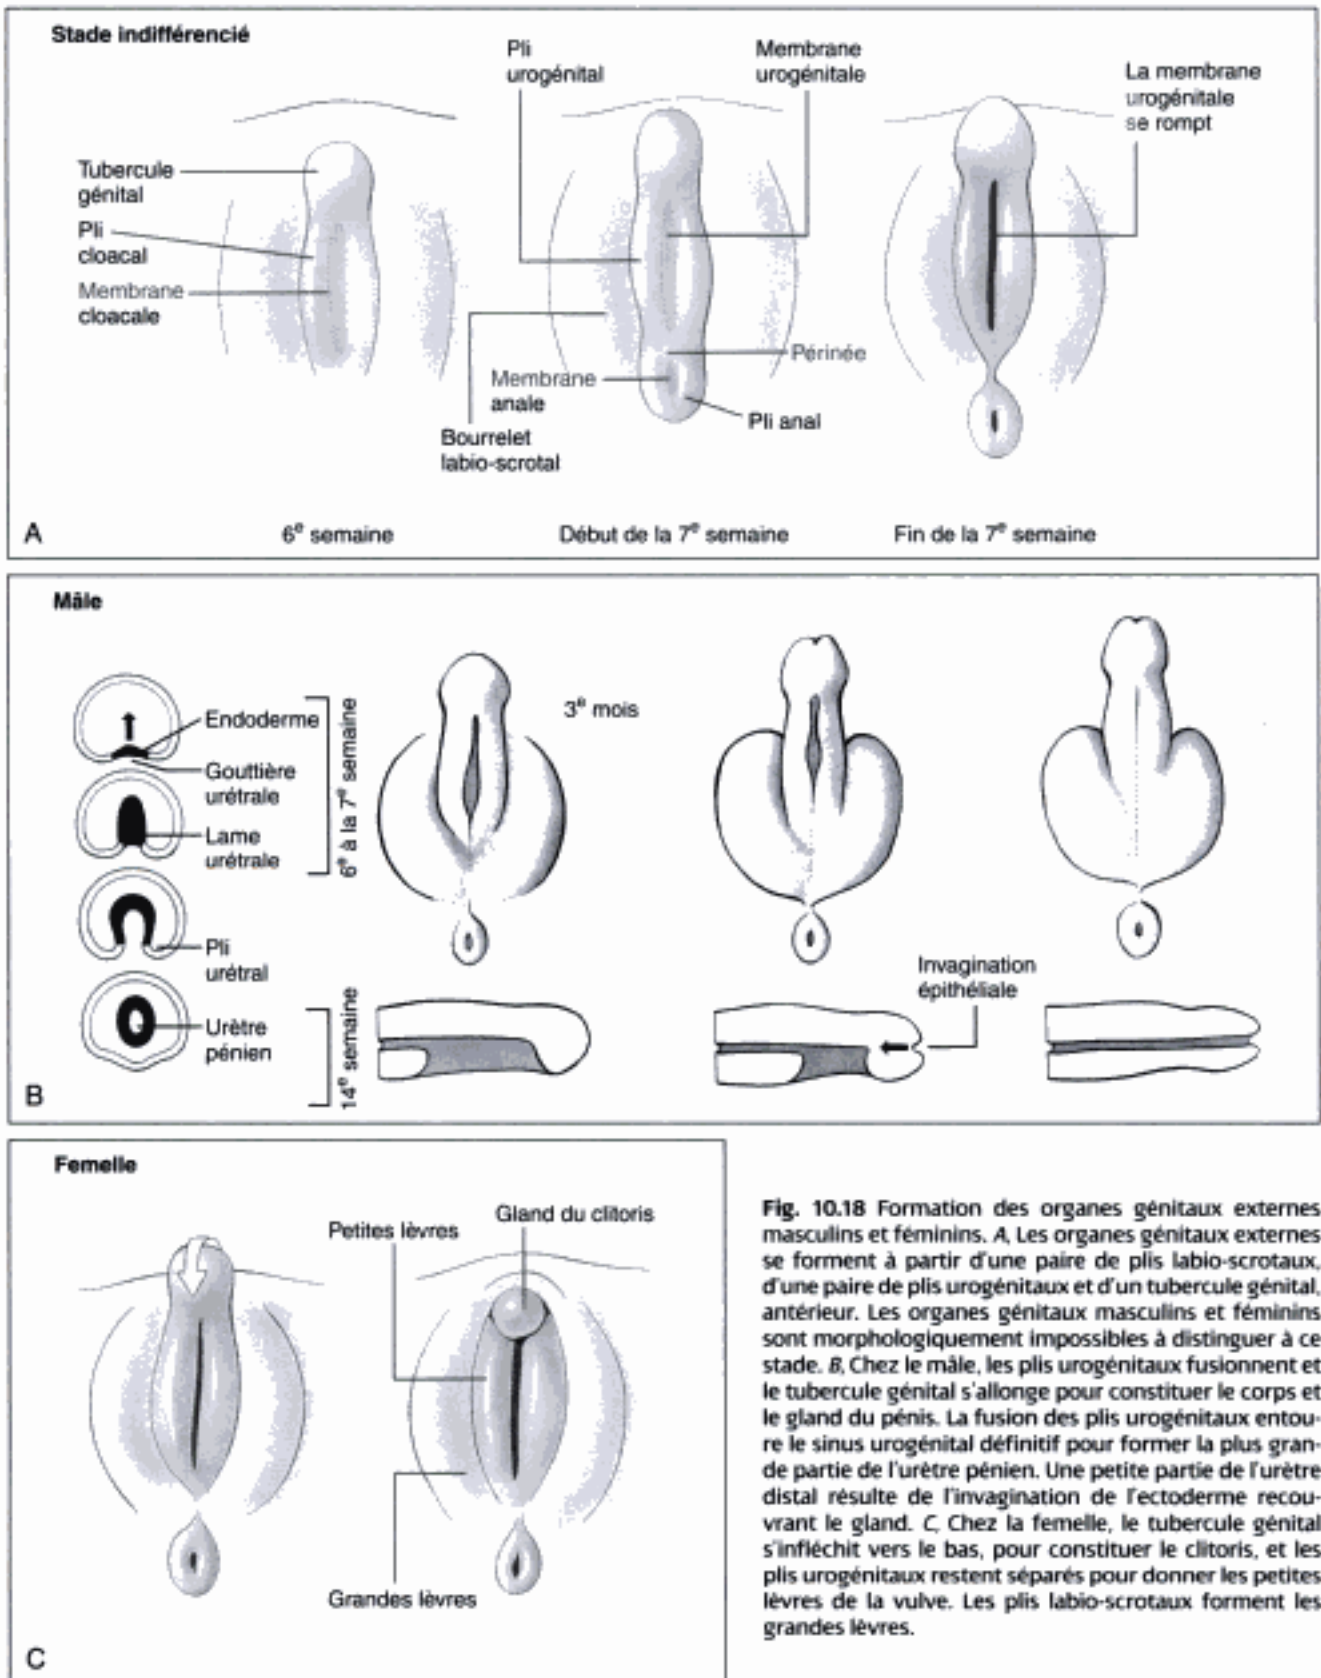 Stade indifférencié
Pli
urogénital
Membrane
urogénitale
La membrane
urogénitale
se rompt
Tubercule
génital
Pli
cloacal
Membrane
cloacale
Périnée
Membrane
anale
Pli anal
Bourrelet
labio-scrotal
A
6e semaine
Début de la 7e semaine
Fin de la 7e semaine
Mâle
Endoderme
Gouttière
urétrale
Lame
urétrale
6e à la 7e semaine
3e mois
Pli
urétral
Urètre
pénien
14e semaine
Invagination
épithéliale
B
Femelle
Petites lèvres
Gland du clitoris
Grandes lèvres
C
Fig. 10.18 Formation des organes génitaux externes
masculins et féminins. A, Les organes génitaux externes
se forment à partir d'une paire de plis labio-scrotaux,
d'une paire de plis urogénitaux et d'un tubercule génital,
antérieur. Les organes génitaux masculins et féminins
sont morphologiquement impossibles à distinguer à ce
stade. B, Chez le mâle, les plis urogénitaux fusionnent et
le tubercule génital s'allonge pour constituer le corps et
le gland du pénis. La fusion des plis urogénitaux entou-
re le sinus urogénital définitif pour former la plus gran-
de partie de l'urètre pénien. Une petite partie de l'urètre
distal résulte de l'invagination de l'ectoderme recou-
vrant le gland. C, Chez la femelle, le tubercule génital
s'infléchit vers le bas, pour constituer le clitoris, et les
plis urogénitaux restent séparés pour donner les petites
lèvres de la vulve. Les plis labio-scrotaux forment les
grandes lèvres.